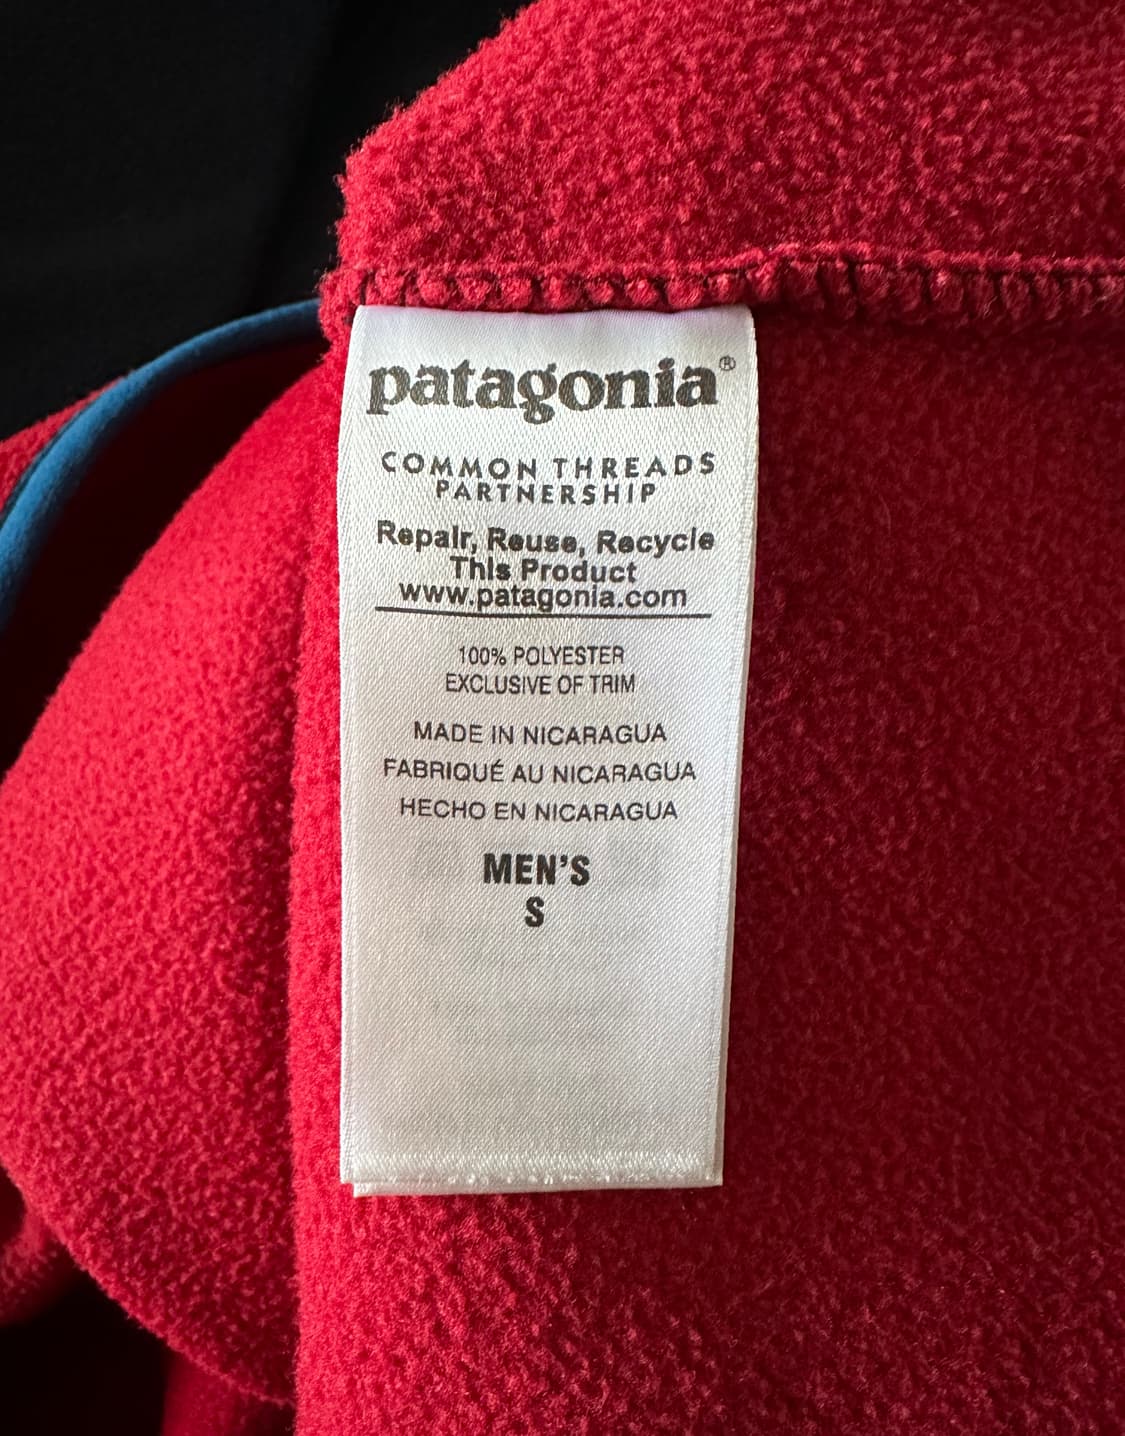 patagonia®
COMMON THREADS
PARTNERSHIP
Repair, Reuse, Recycle
This Product
www.patagonia.com
100% POLYESTER
EXCLUSIVE OF TRIM
MADE IN NICARAGUA
FABRIQUÉ AU NICARAGUA
HECHO EN NICARAGUA
MEN'S
S